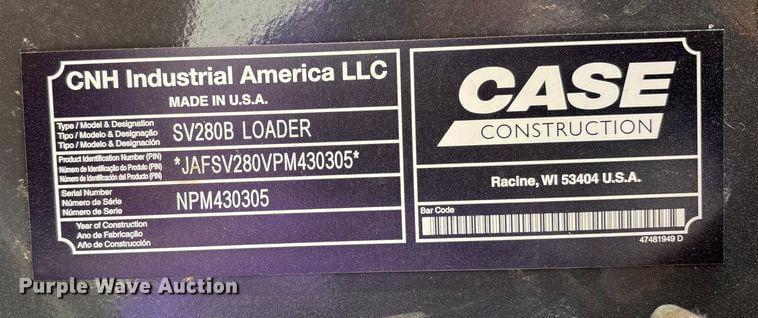 CNH Industrial America LLC
MADE IN U.S.A.
Type / Model & Designation
Tipo / Modelo & Designação
Tipo / Modelo & Designación
SV280B LOADER
Product Identification Number (PIN)
Número de Identificação do Produto (PIN)
Número de Identificación del Producto (PIN)
*JAFSV280VPM430305*
Serial Number
Número de Série
Número de Serie
NPM430305
Year of Construction
Ano de Fabricação
Año de Construcción
CASE
CONSTRUCTION
Racine, WI 53404 U.S.A.
Bar Code
47481949 D
Purple Wave Auction